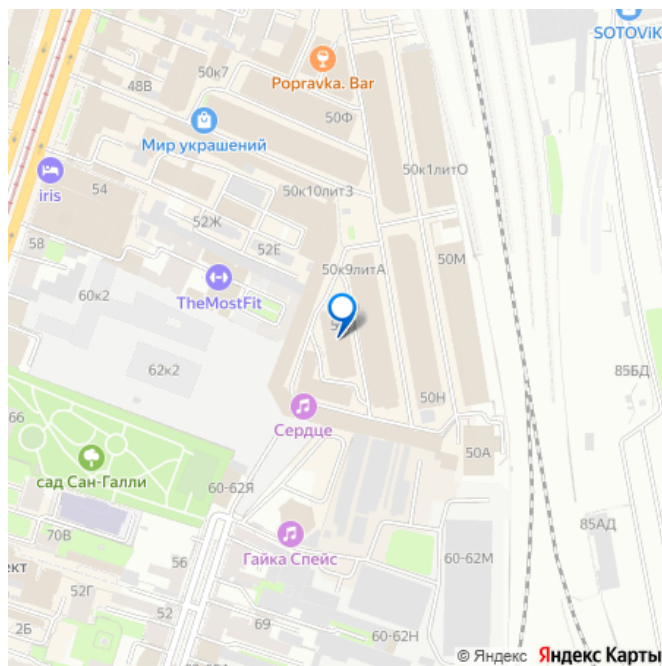 50к7
SOTOViK
Popravka. Bar
48В
50Ф
Мир украшений
50к1литО
iris
54
50к10литЗ
52Ж
58
52Е
50М
50к9литА
60к2
TheMostFit
62к2
85БД
50Н
66
Сердце
50А
сад Сан-Галли
60-62Я
85АД
70В
Гайка Спейс
56
60-62М
ект
52Г
52
69
2Б
60-62Н
© Яндекс Яндекс Карты